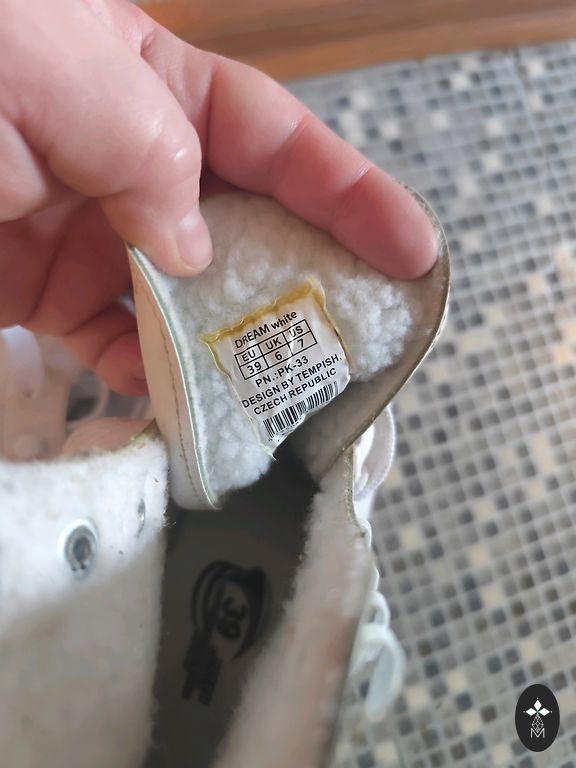 DREAM white
EU UK US
39 6 7
PN.:PK-33
DESIGN BY TEMPISH,
CZECH REPUBLIC
39
M